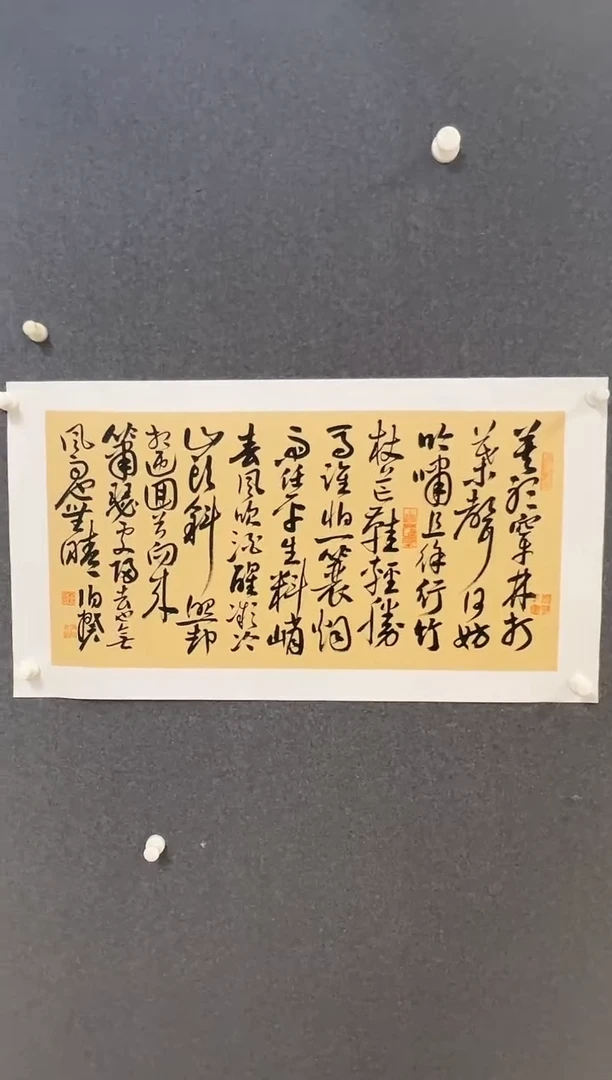 莫聽穿林打
葉聲何妨
吟嘯且徐行竹
杖芒鞋輕勝
馬誰怕一蓑烟
雨任平生料峭
春風吹酒醒微冷
山頭斜照却
相迎回首向來
蕭瑟處歸去也無
風雨也無晴